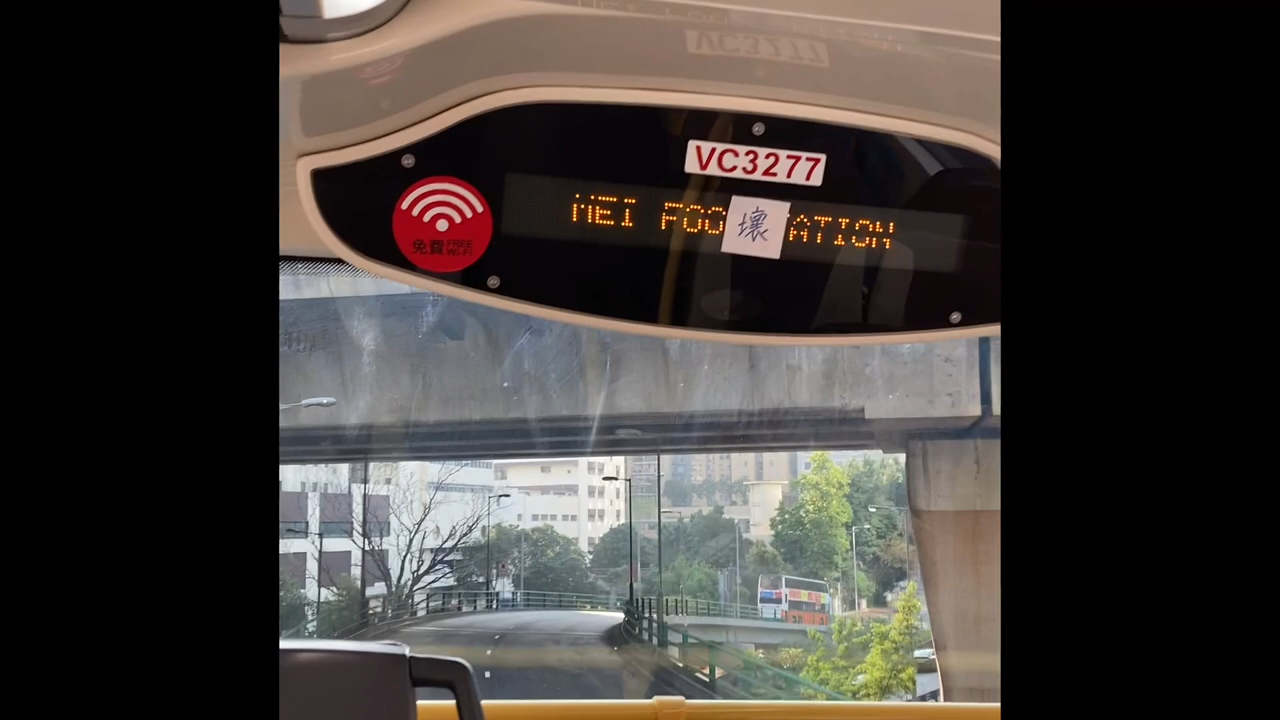 VC3277
MEI FOO
壞
ATION
免費 FREE
WI-FI